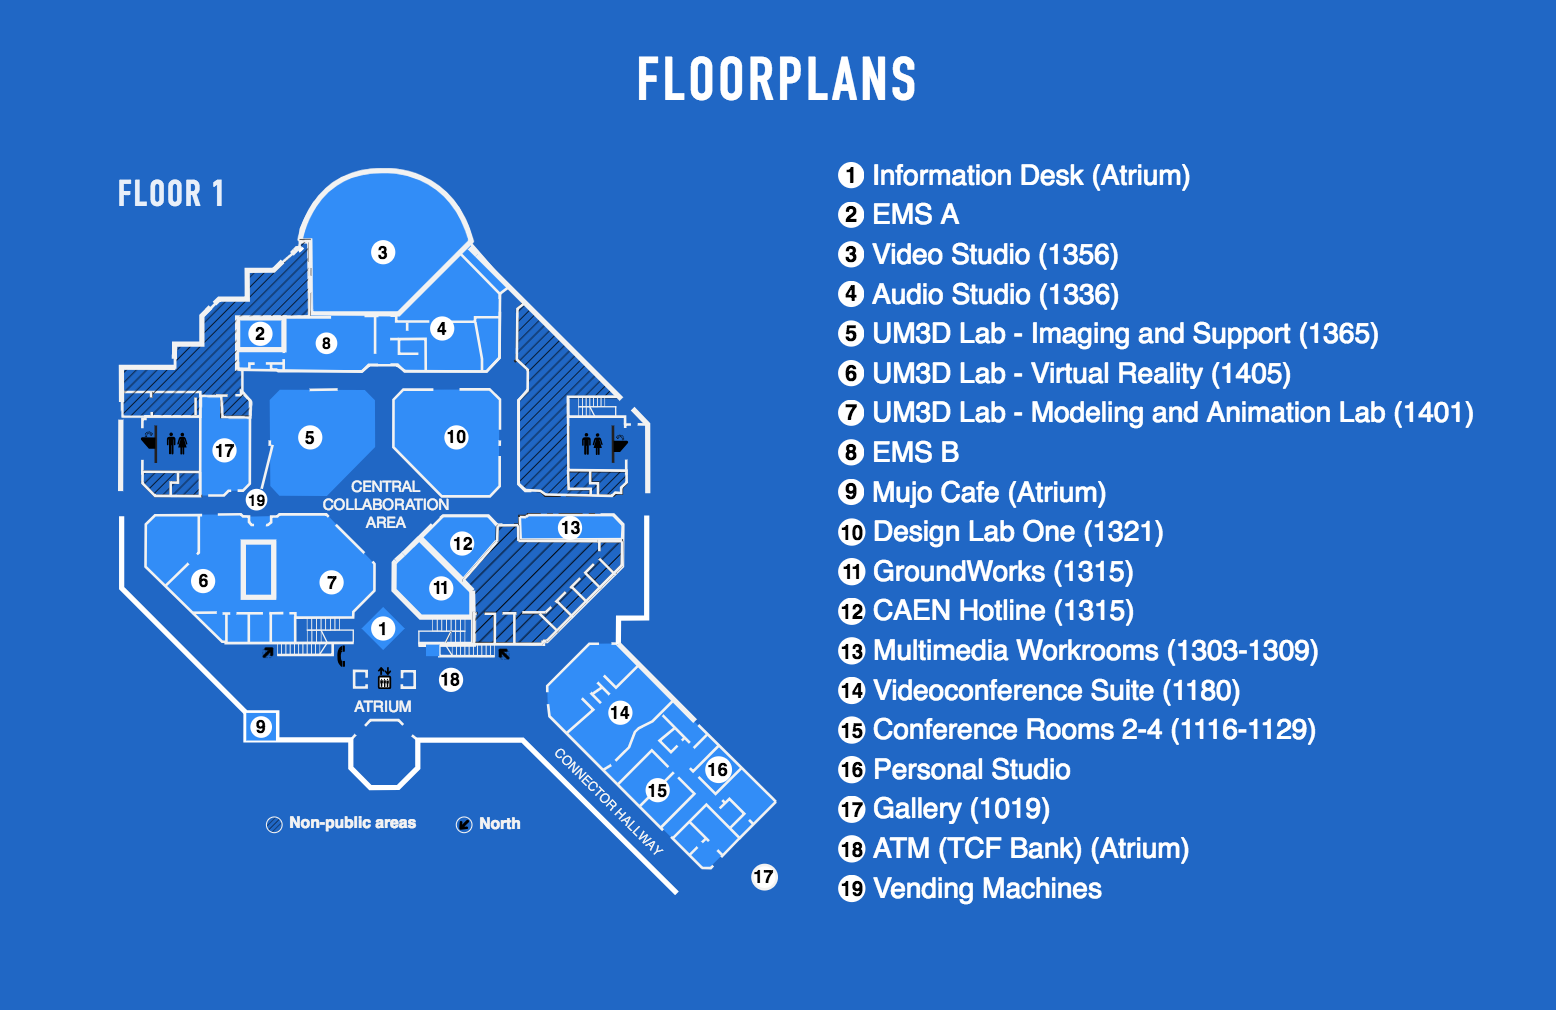 FLOORPLANS
FLOOR 1
3
2
8
4
5
10
17
19
CENTRAL
COLLABORATION
AREA
13
12
6
7
11
1
18
ATRIUM
9
14
16
15
CONNECTOR HALLWAY
17
Non-public areas
North
1 Information Desk (Atrium)
2 EMS A
3 Video Studio (1356)
4 Audio Studio (1336)
5 UM3D Lab - Imaging and Support (1365)
6 UM3D Lab - Virtual Reality (1405)
7 UM3D Lab - Modeling and Animation Lab (1401)
8 EMS B
9 Mujo Cafe (Atrium)
10 Design Lab One (1321)
11 GroundWorks (1315)
12 CAEN Hotline (1315)
13 Multimedia Workrooms (1303-1309)
14 Videoconference Suite (1180)
15 Conference Rooms 2-4 (1116-1129)
16 Personal Studio
17 Gallery (1019)
18 ATM (TCF Bank) (Atrium)
19 Vending Machines